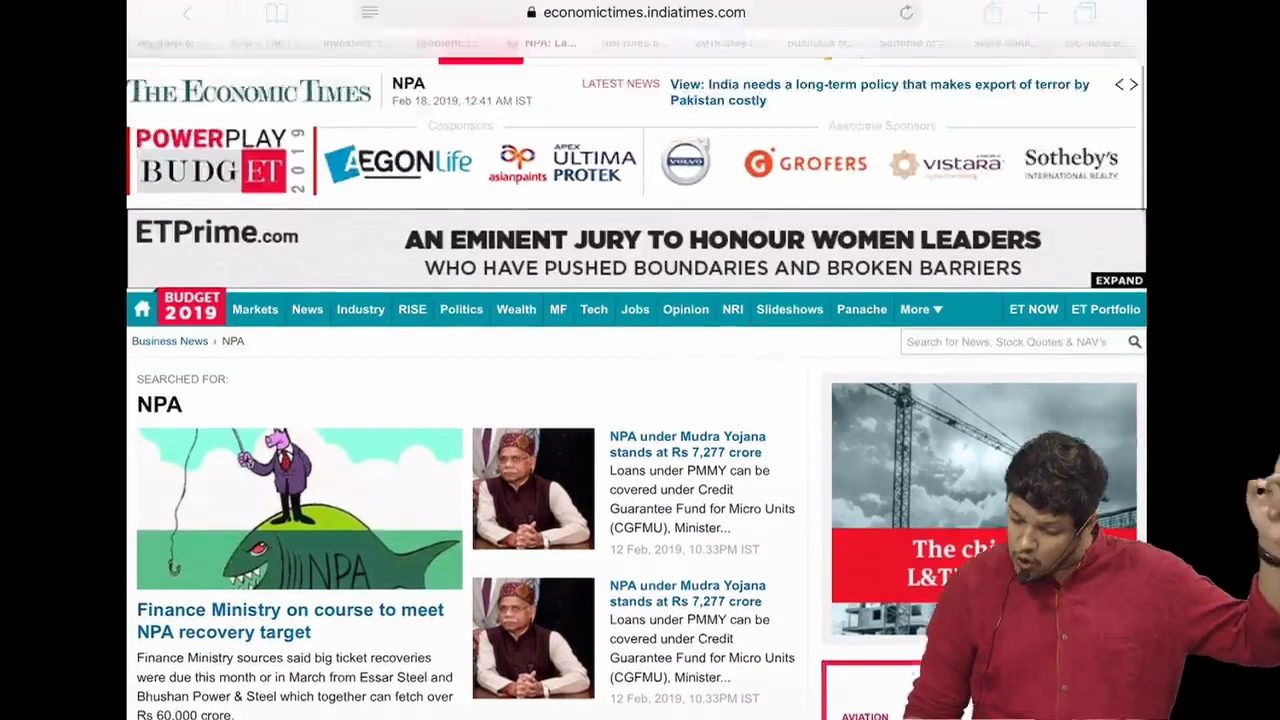 economictimes.indiatimes.com
NPA: La...
THE ECONOMIC TIMES
NPA
Feb 18, 2019, 12:41 AM IST
LATEST NEWS
View: India needs a long-term policy that makes export of terror by
Pakistan costly
POWERPLAY
BUDGET
2019
Cosponsors
AEGONLife
asianpaints
APEX
ULTIMA
PROTEK
Associate Sponsors
VOLVO
GROFERS
VISTARA
Sotheby's
INTERNATIONAL REALTY
ETPrime.com
AN EMINENT JURY TO HONOUR WOMEN LEADERS
WHO HAVE PUSHED BOUNDARIES AND BROKEN BARRIERS
EXPAND
BUDGET
2019
Markets News Industry RISE Politics Wealth MF Tech Jobs Opinion NRI Slideshows Panache More ET NOW ET Portfolio
Business News › NPA
Search for News, Stock Quotes & NAV's
SEARCHED FOR:
NPA
NPA
Finance Ministry on course to meet
NPA recovery target
Finance Ministry sources said big ticket recoveries
were due this month or in March from Essar Steel and
Bhushan Power & Steel which together can fetch over
Rs 60,000 crore.
NPA under Mudra Yojana
stands at Rs 7,277 crore
Loans under PMMY can be
covered under Credit
Guarantee Fund for Micro Units
(CGFMU), Minister...
12 Feb, 2019, 10.33PM IST
NPA under Mudra Yojana
stands at Rs 7,277 crore
Loans under PMMY can be
covered under Credit
Guarantee Fund for Micro Units
(CGFMU), Minister...
12 Feb, 2019, 10.33PM IST
The
L&T
AVIATION